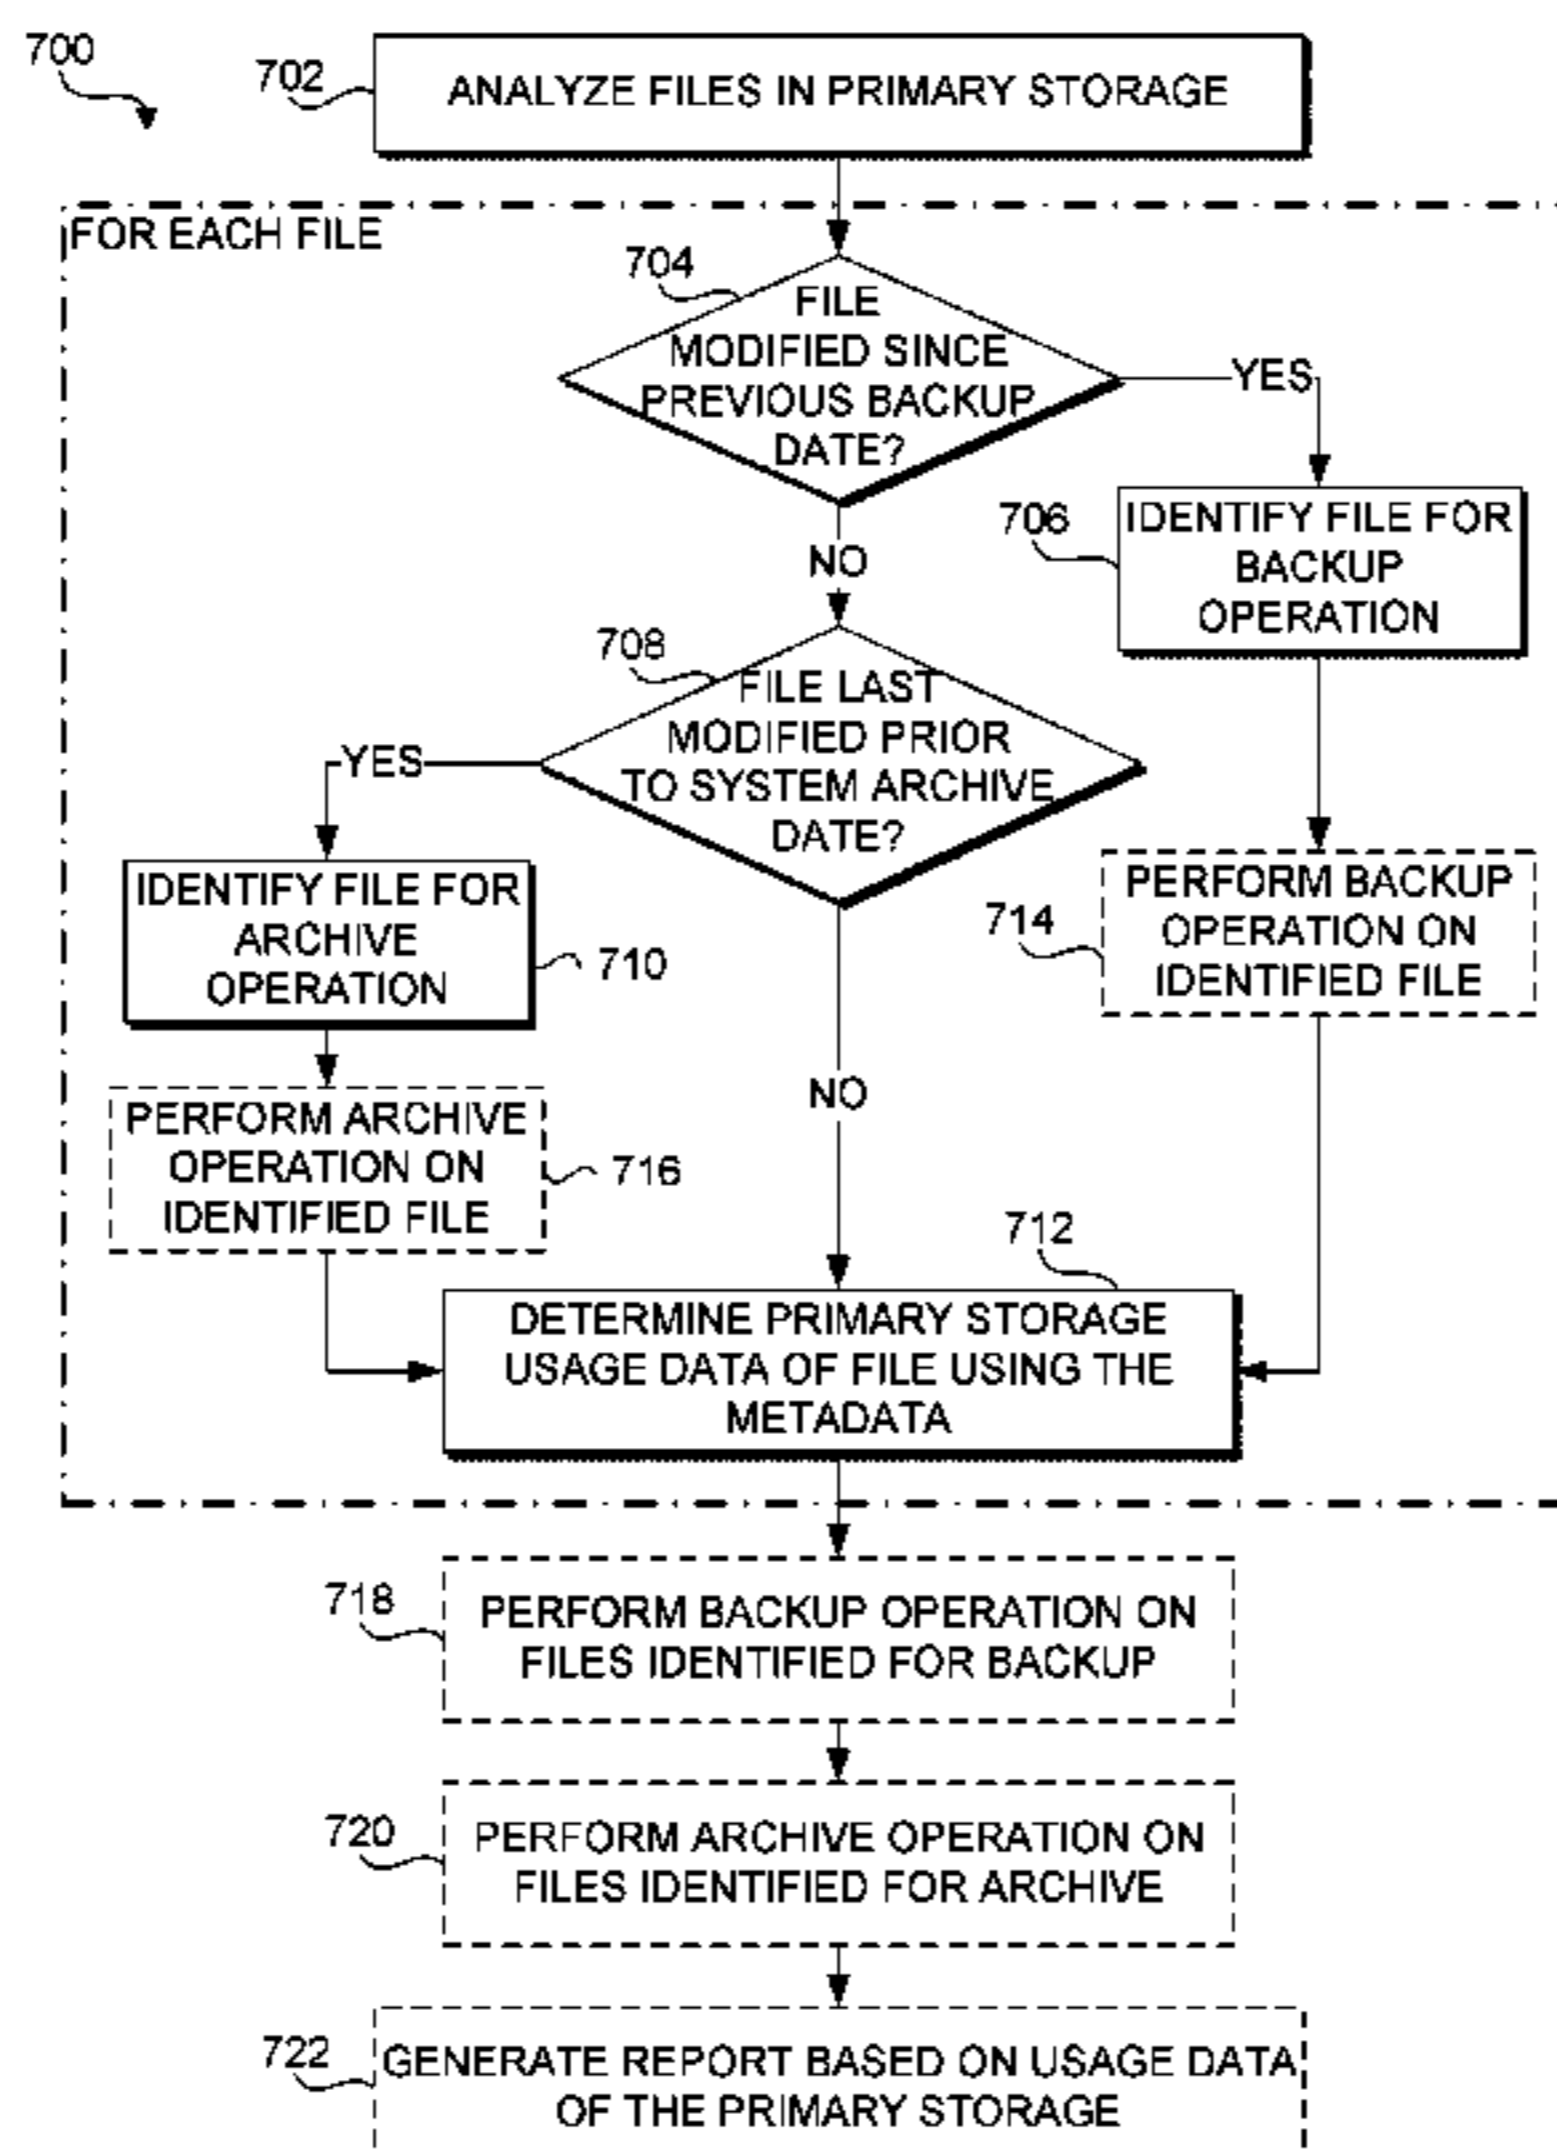 700
702
ANALYZE FILES IN PRIMARY STORAGE
FOR EACH FILE
704
FILE
MODIFIED SINCE
PREVIOUS BACKUP
DATE?
YES
NO
706
IDENTIFY FILE FOR
BACKUP
OPERATION
708
FILE LAST
MODIFIED PRIOR
TO SYSTEM ARCHIVE
DATE?
YES
NO
IDENTIFY FILE FOR
ARCHIVE
OPERATION
710
714
PERFORM BACKUP
OPERATION ON
IDENTIFIED FILE
PERFORM ARCHIVE
OPERATION ON
IDENTIFIED FILE
716
712
DETERMINE PRIMARY STORAGE
USAGE DATA OF FILE USING THE
METADATA
718
PERFORM BACKUP OPERATION ON
FILES IDENTIFIED FOR BACKUP
720
PERFORM ARCHIVE OPERATION ON
FILES IDENTIFIED FOR ARCHIVE
722
GENERATE REPORT BASED ON USAGE DATA
OF THE PRIMARY STORAGE